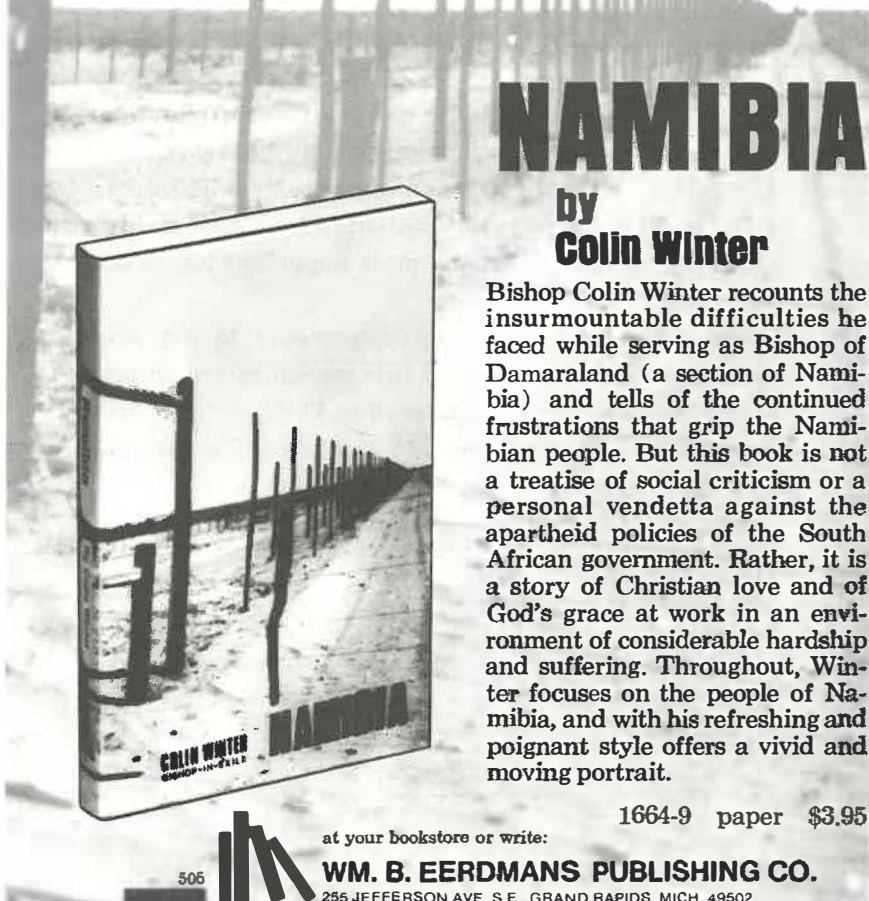 NAMIBIA
by
Colin Winter
Bishop Colin Winter recounts the
insurmountable difficulties he
faced while serving as Bishop of
Damaraland (a section of Nami-
bia) and tells of the continued
frustrations that grip the Nami-
bian people. But this book is not
a treatise of social criticism or a
personal vendetta against the
apartheid policies of the South
African government. Rather, it is
a story of Christian love and of
God's grace at work in an envi-
ronment of considerable hardship
and suffering. Throughout, Win-
ter focuses on the people of Na-
mibia, and with his refreshing and
poignant style offers a vivid and
moving portrait.
1664-9 paper $3.95
COLIN WINTER
BISHOP-IN-EXILE
NAMIBIA
at your bookstore or write:
WM. B. EERDMANS PUBLISHING CO.
505
255 JEFFERSON AVE. S.E., GRAND RAPIDS, MICH. 49502